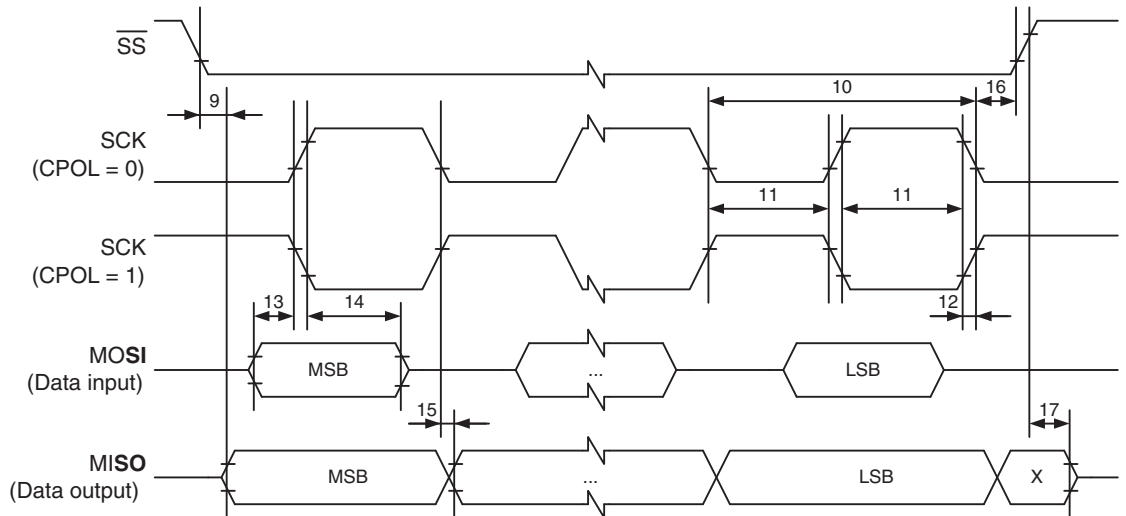 SS
9
10
16
SCK
(CPOL = 0)
11
11
SCK
(CPOL = 1)
13
14
12
MOSI
(Data input)
MSB
...
LSB
15
17
MISO
(Data output)
MSB
...
LSB
X